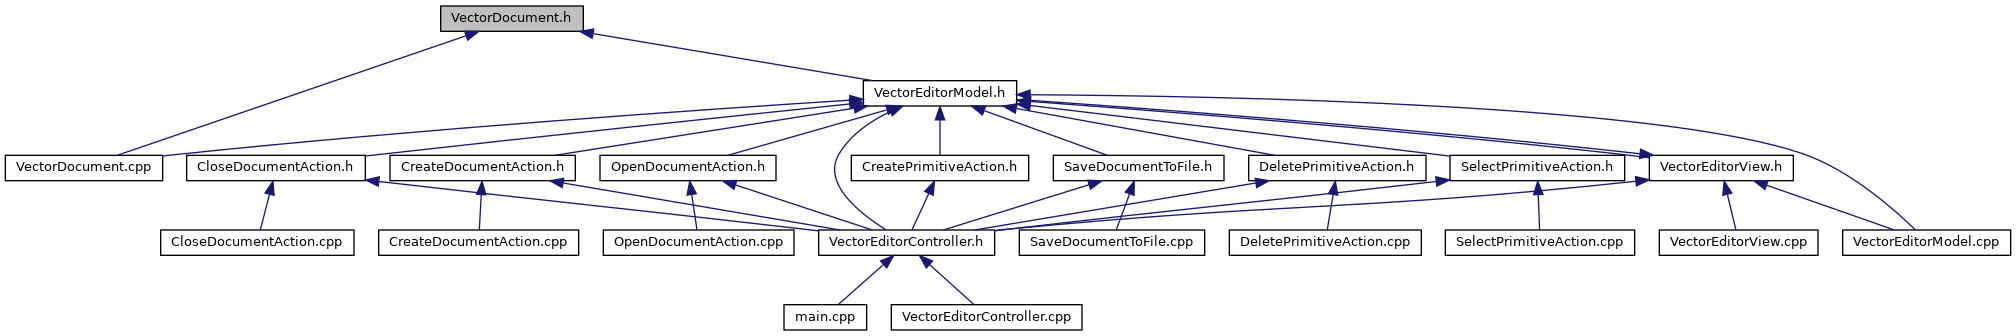 VectorDocument.h
VectorEditorModel.h
VectorDocument.cpp
CloseDocumentAction.h
CreateDocumentAction.h
OpenDocumentAction.h
CreatePrimitiveAction.h
SaveDocumentToFile.h
DeletePrimitiveAction.h
SelectPrimitiveAction.h
VectorEditorView.h
CloseDocumentAction.cpp
CreateDocumentAction.cpp
OpenDocumentAction.cpp
VectorEditorController.h
SaveDocumentToFile.cpp
DeletePrimitiveAction.cpp
SelectPrimitiveAction.cpp
VectorEditorView.cpp
VectorEditorModel.cpp
main.cpp
VectorEditorController.cpp